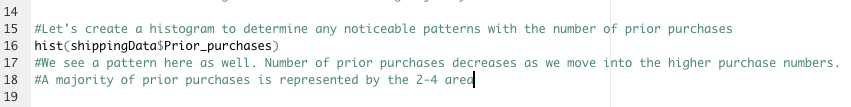 14
15 #Let's create a histogram to determine any noticeable patterns with the number of prior purchases
16 hist(shippingData$Prior_purchases)
17 #We see a pattern here as well. Number of prior purchases decreases as we move into the higher purchase numbers.
18 #A majority of prior purchases is represented by the 2-4 area
19